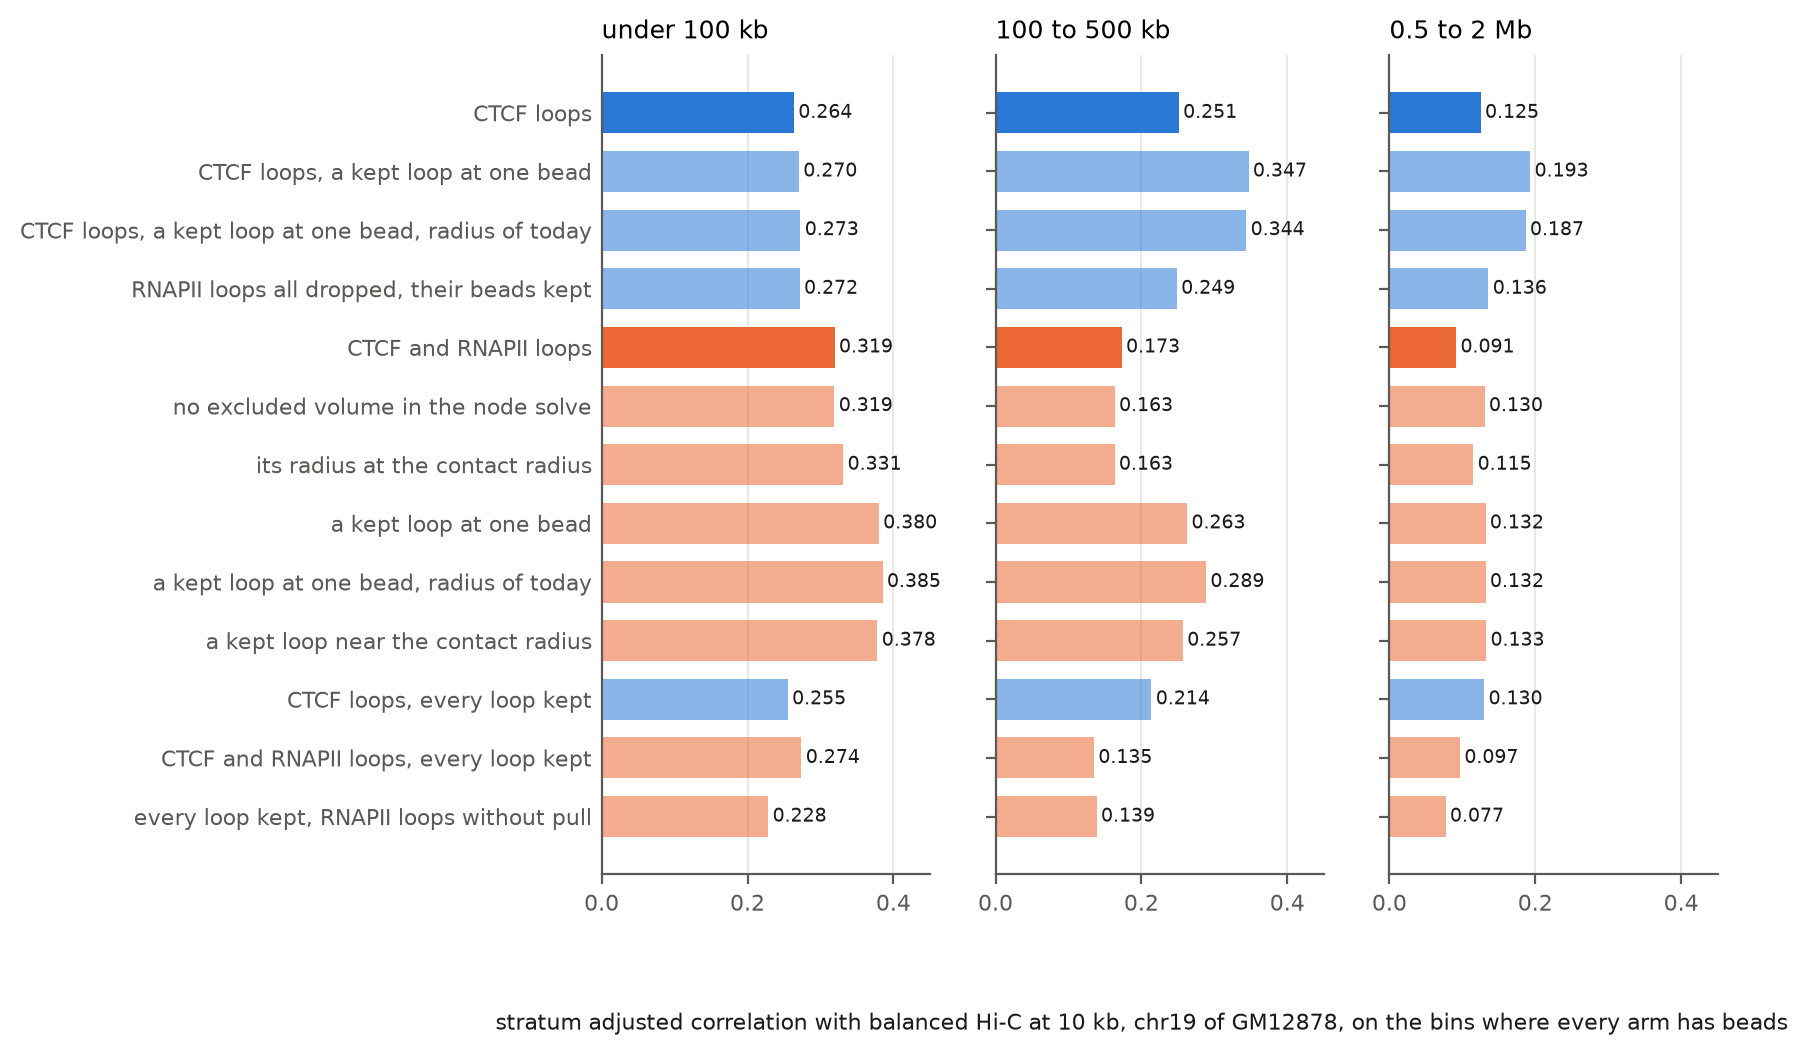 under 100 kb
100 to 500 kb
0.5 to 2 Mb
CTCF loops 0.264 0.251 0.125
CTCF loops, a kept loop at one bead 0.270 0.347 0.193
CTCF loops, a kept loop at one bead, radius of today 0.273 0.344 0.187
RNAPII loops all dropped, their beads kept 0.272 0.249 0.136
CTCF and RNAPII loops 0.319 0.173 0.091
no excluded volume in the node solve 0.319 0.163 0.130
its radius at the contact radius 0.331 0.163 0.115
a kept loop at one bead 0.380 0.263 0.132
a kept loop at one bead, radius of today 0.385 0.289 0.132
a kept loop near the contact radius 0.378 0.257 0.133
CTCF loops, every loop kept 0.255 0.214 0.130
CTCF and RNAPII loops, every loop kept 0.274 0.135 0.097
every loop kept, RNAPII loops without pull 0.228 0.139 0.077
0.0 0.2 0.4 0.0 0.2 0.4 0.0 0.2 0.4
stratum adjusted correlation with balanced Hi-C at 10 kb, chr19 of GM12878, on the bins where every arm has beads